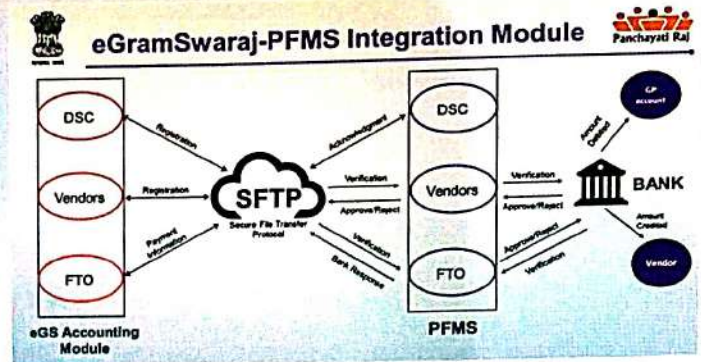 eGramSwaraj-PFMS Integration Module
Panchayati Raj
DSC
Vendors
FTO
eGS Accounting
Module
Registration
Registration
Payment
Information
SFTP
Secure File Transfer
Protocol
Acknowledgment
Verification
Approve/Reject
Verification
Bank Response
DSC
Vendors
FTO
PFMS
Verification
Approve/Reject
Approve/Reject
Verification
BANK
Amount
Debited
GP
account
Amount
Credited
Vendor